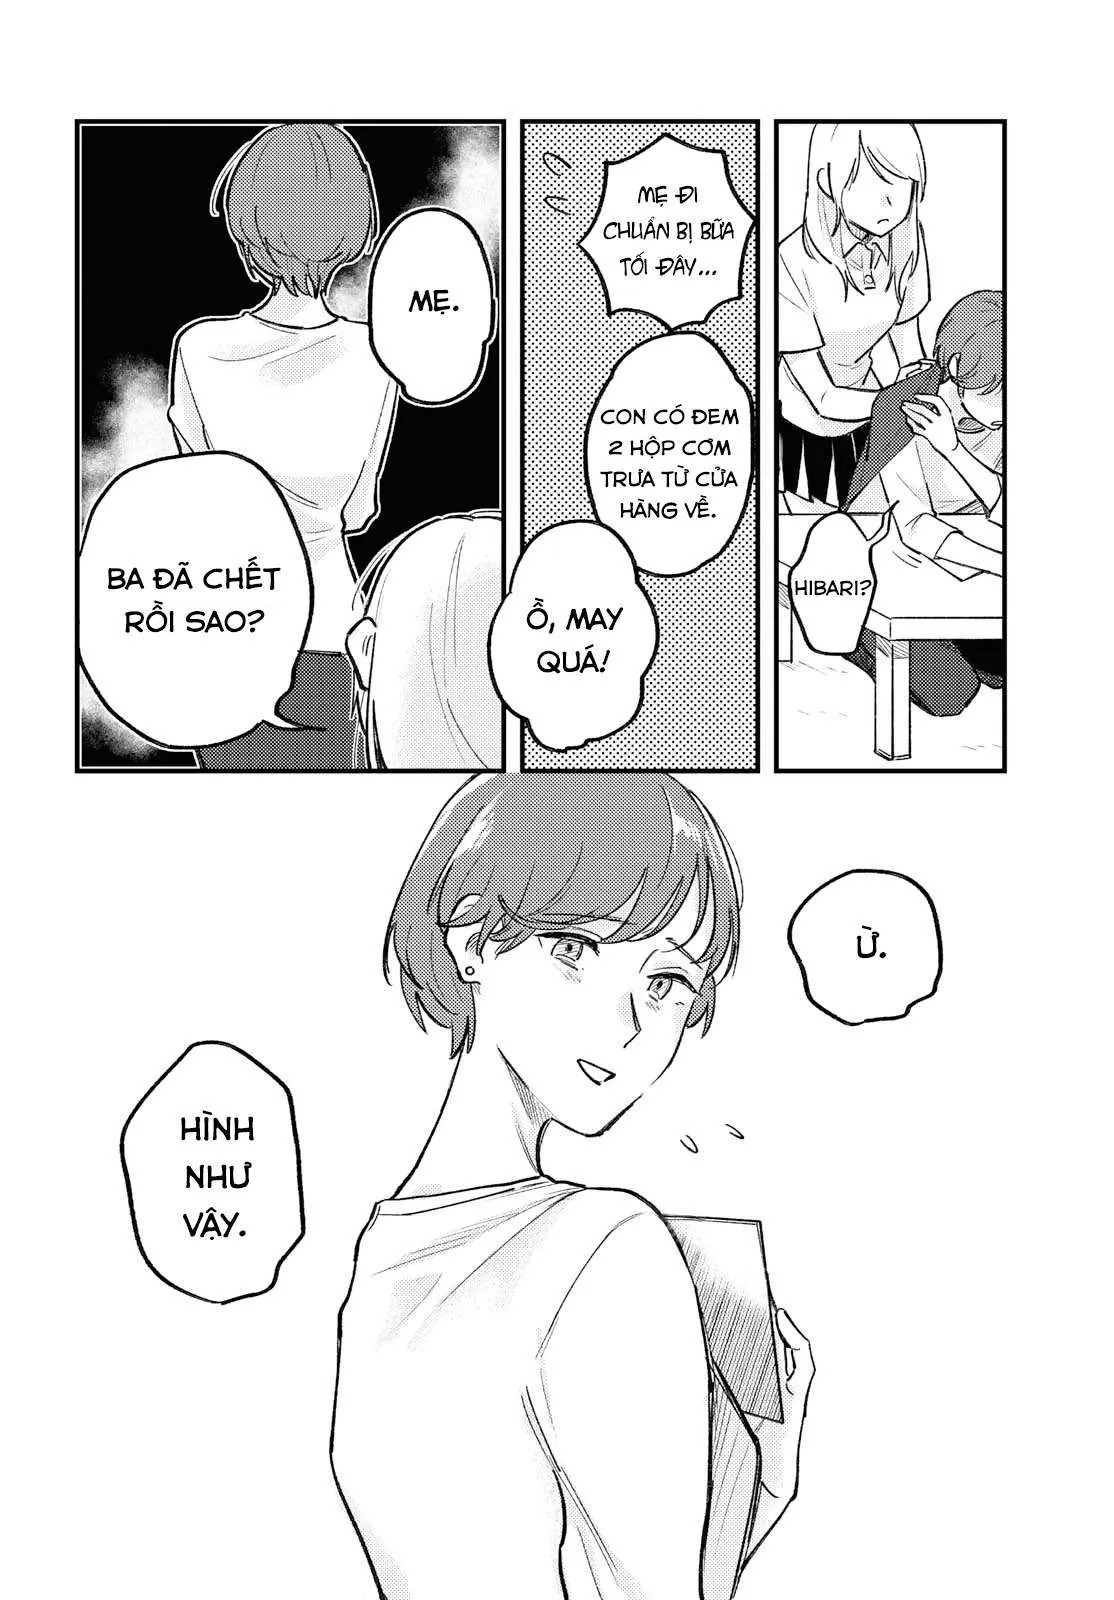 HIBARI?
MẸ ĐI
CHUẨN BỊ BỮA
TỐI ĐÂY...
CON CÓ ĐEM
2 HỘP CƠM
TRƯA TỪ CỬA
HÀNG VỀ.
Ồ, MAY
QUÁ!
MẸ.
BA ĐÃ CHẾT
RỒI SAO?
Ừ.
HÌNH
NHƯ
VẬY.